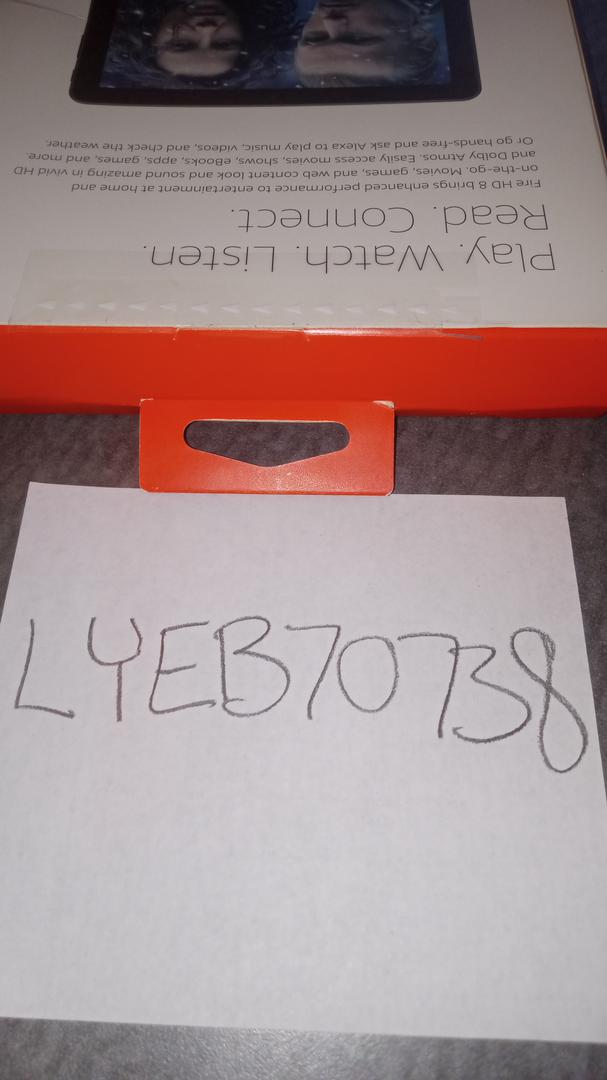 Play. Watch. Listen.
Read. Connect.
Fire HD 8 brings enhanced performance to entertainment at home and
on-the-go. Movies, games, and web content look and sound amazing in vivid HD
and Dolby Atmos. Easily access movies, shows, eBooks, apps, games, and more.
Or go hands-free and ask Alexa to play music, videos, and check the weather.
LYEB70738